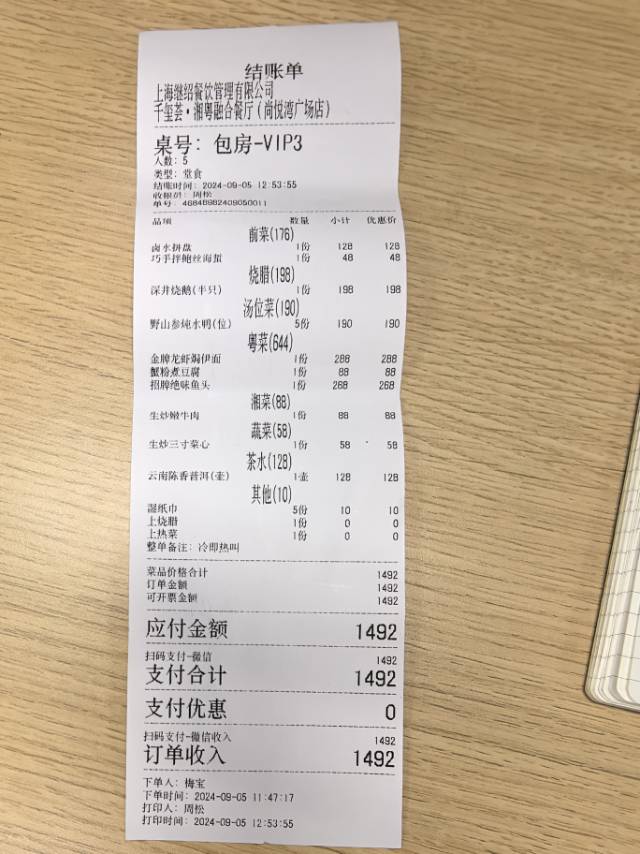 结账单
上海继绍餐饮管理有限公司
千玺荟·湘粤融合餐厅(尚悦湾广场店)
桌号: 包房-VIP3
人数: 5
类型: 堂食
结账时间: 2024-09-05 12:53:55
收银员: 周松
单号: 46848982409050011
品项 数量 小计 优惠价
前菜(176)
卤水拼盘 1份 128 128
巧手拌鲍丝海蜇 1份 48 48
烧腊(198)
深井烧鹅(半只) 1份 198 198
汤位菜(190)
野山参炖水鸭(位) 5份 190 190
粤菜(644)
金牌龙虾焗伊面 1份 288 288
蟹粉煮豆腐 1份 88 88
招牌绝味鱼头 1份 268 268
湘菜(88)
生炒嫩牛肉 1份 88 88
蔬菜(58)
生炒三寸菜心 1份 58 58
茶水(128)
云南陈香普洱(壶) 1壶 128 128
其他(10)
湿纸巾 5份 10 10
上烧腊 1份 0 0
上热菜 1份 0 0
整单备注: 冷即热叫
菜品价格合计 1492
订单金额 1492
可开票金额 1492
应付金额 1492
扫码支付-微信 1492
支付合计 1492
支付优惠 0
扫码支付-微信收入 1492
订单收入 1492
下单人: 梅宝
下单时间: 2024-09-05 11:47:17
打印人: 周松
打印时间: 2024-09-05 12:53:55